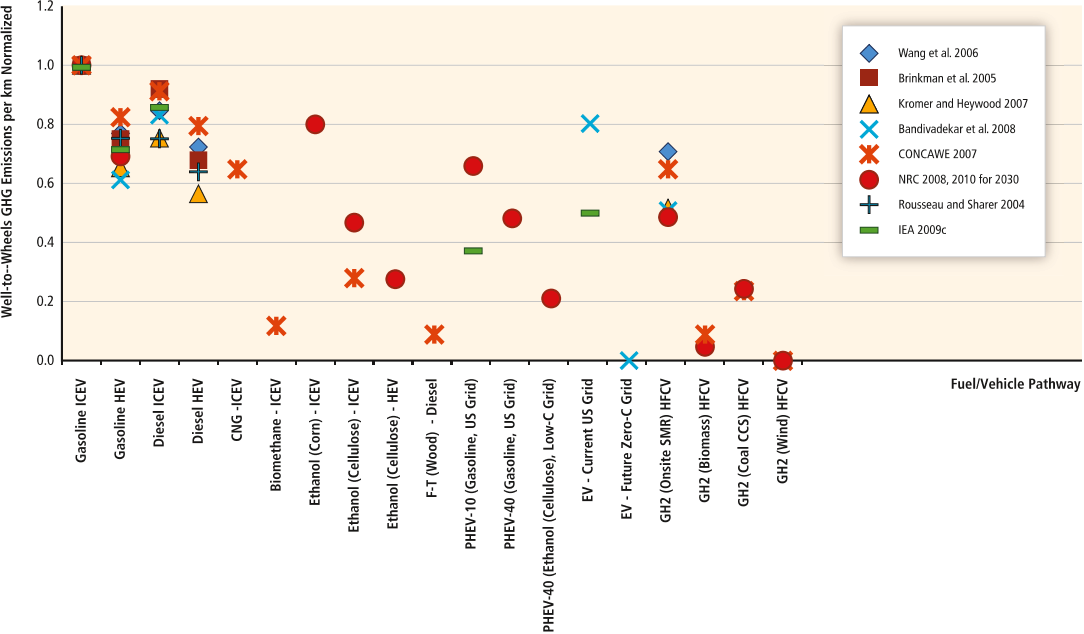 Well-to--Wheels GHG Emissions per km Normalized
1.2
1.0
0.8
0.6
0.4
0.2
0.0
Wang et al. 2006
Brinkman et al. 2005
Kromer and Heywood 2007
Bandivadekar et al. 2008
CONCAWE 2007
NRC 2008, 2010 for 2030
Rousseau and Sharer 2004
IEA 2009c
Fuel/Vehicle Pathway
Gasoline ICEV
Gasoline HEV
Diesel ICEV
Diesel HEV
CNG -ICEV
Biomethane - ICEV
Ethanol (Corn) - ICEV
Ethanol (Cellulose) - ICEV
Ethanol (Cellulose) - HEV
F-T (Wood) - Diesel
PHEV-10 (Gasoline, US Grid)
PHEV-40 (Gasoline, US Grid)
PHEV-40 (Ethanol (Cellulose), Low-C Grid)
EV - Current US Grid
EV - Future Zero-C Grid
GH2 (Onsite SMR) HFCV
GH2 (Biomass) HFCV
GH2 (Coal CCS) HFCV
GH2 (Wind) HFCV